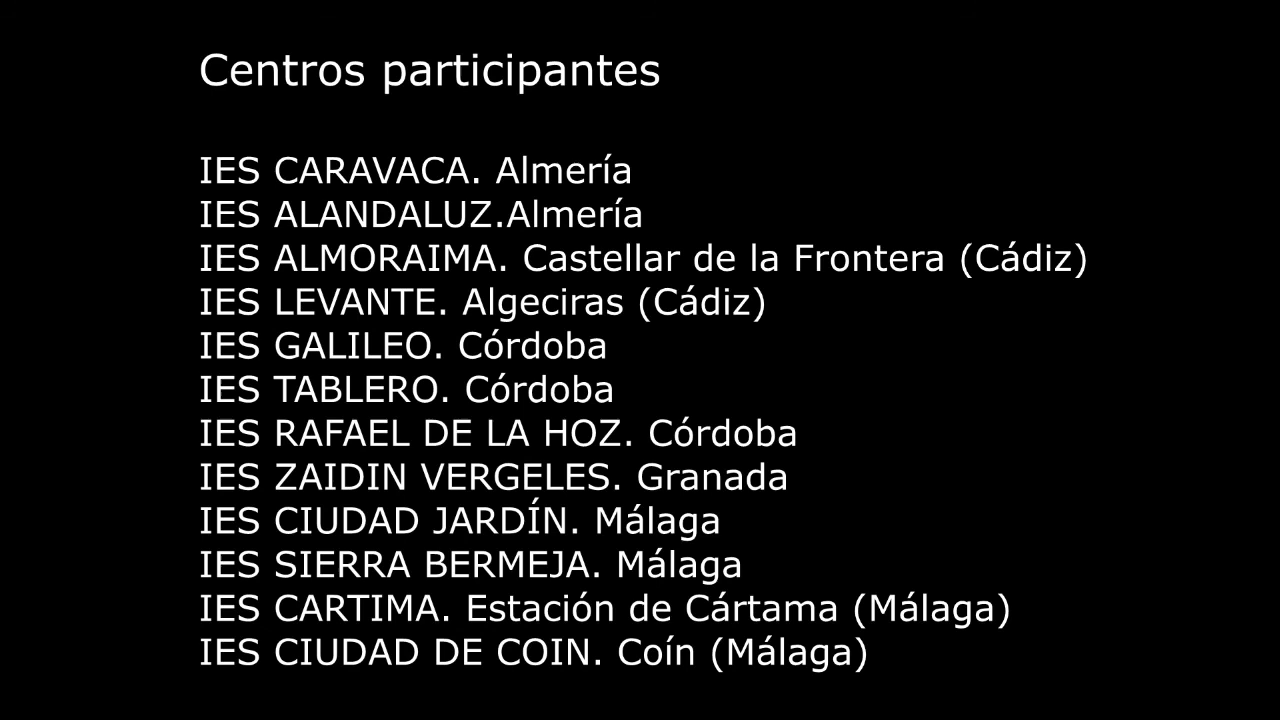 Centros participantes
IES CARAVACA. Almería
IES ALANDALUZ.Almería
IES ALMORAIMA. Castellar de la Frontera (Cádiz)
IES LEVANTE. Algeciras (Cádiz)
IES GALILEO. Córdoba
IES TABLERO. Córdoba
IES RAFAEL DE LA HOZ. Córdoba
IES ZAIDIN VERGELES. Granada
IES CIUDAD JARDÍN. Málaga
IES SIERRA BERMEJA. Málaga
IES CARTIMA. Estación de Cártama (Málaga)
IES CIUDAD DE COIN. Coín (Málaga)